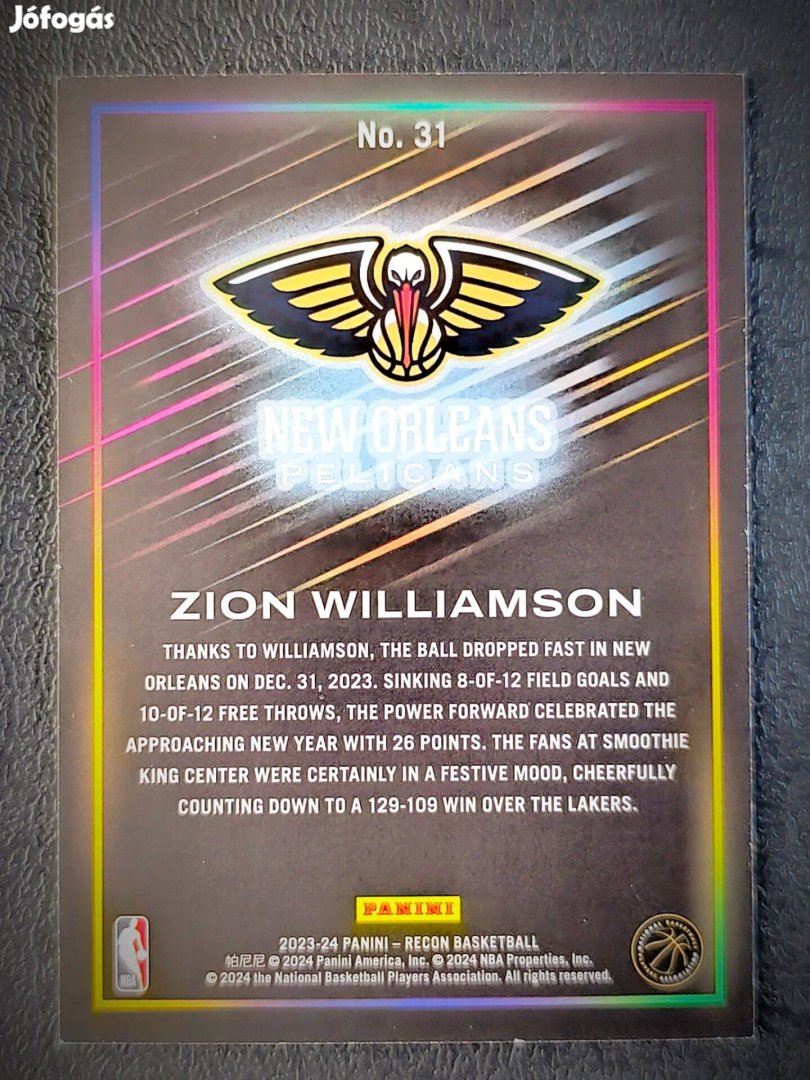 Jófogás
No. 31
NEW ORLEANS
PELICANS
ZION WILLIAMSON
THANKS TO WILLIAMSON, THE BALL DROPPED FAST IN NEW
ORLEANS ON DEC. 31, 2023. SINKING 8-OF-12 FIELD GOALS AND
10-OF-12 FREE THROWS, THE POWER FORWARD CELEBRATED THE
APPROACHING NEW YEAR WITH 26 POINTS. THE FANS AT SMOOTHIE
KING CENTER WERE CERTAINLY IN A FESTIVE MOOD, CHEERFULLY
COUNTING DOWN TO A 129-109 WIN OVER THE LAKERS.
PANINI
2023-24 PANINI – RECON BASKETBALL
帕尼尼 © 2024 Panini America, Inc. © 2024 NBA Properties, Inc.
© 2024 the National Basketball Players Association. All rights reserved.
NBA